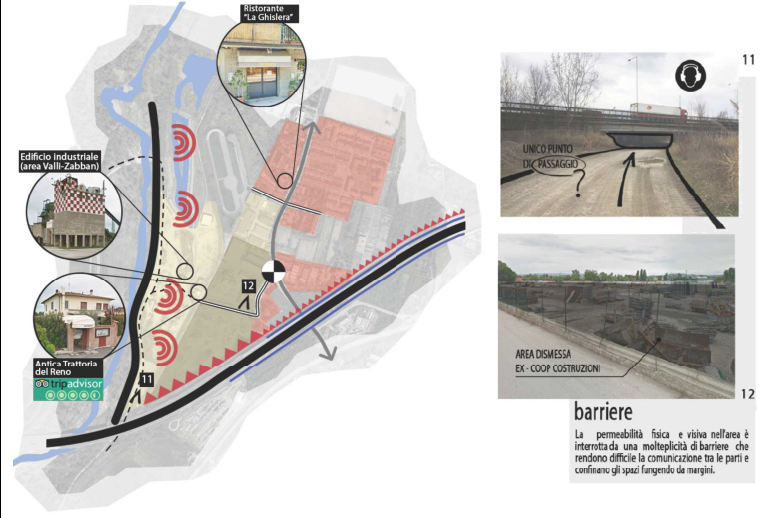 Ristorante
"La Ghislera"
Edificio industriale
(area Valli-Zabban)
12
Antica Trattoria
del Reno
tripadvisor
11
11
UNICO PUNTO
DI PASSAGGIO
?
AREA DISMESSA
EX - COOP COSTRUZIONI
12
barriere
La permeabilità fisica e visiva nell'area è
interrotta da una molteplicità di barriere che
rendono difficile la comunicazione tra le parti e
confinano gli spazi fungendo da margini.